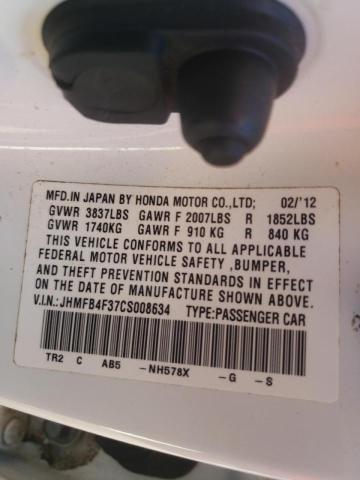 MFD.IN JAPAN BY HONDA MOTOR CO.,LTD; 02/'12
GVWR 3837LBS GAWR F 2007LBS R 1852LBS
GVWR 1740KG GAWR F 910 KG R 840 KG
THIS VEHICLE CONFORMS TO ALL APPLICABLE
FEDERAL MOTOR VEHICLE SAFETY ,BUMPER,
AND THEFT PREVENTION STANDARDS IN EFFECT
ON THE DATE OF MANUFACTURE SHOWN ABOVE.
V.I.N.: JHMFB4F37CS008634 TYPE:PASSENGER CAR
TR2 C AB5 -NH578X -G -S